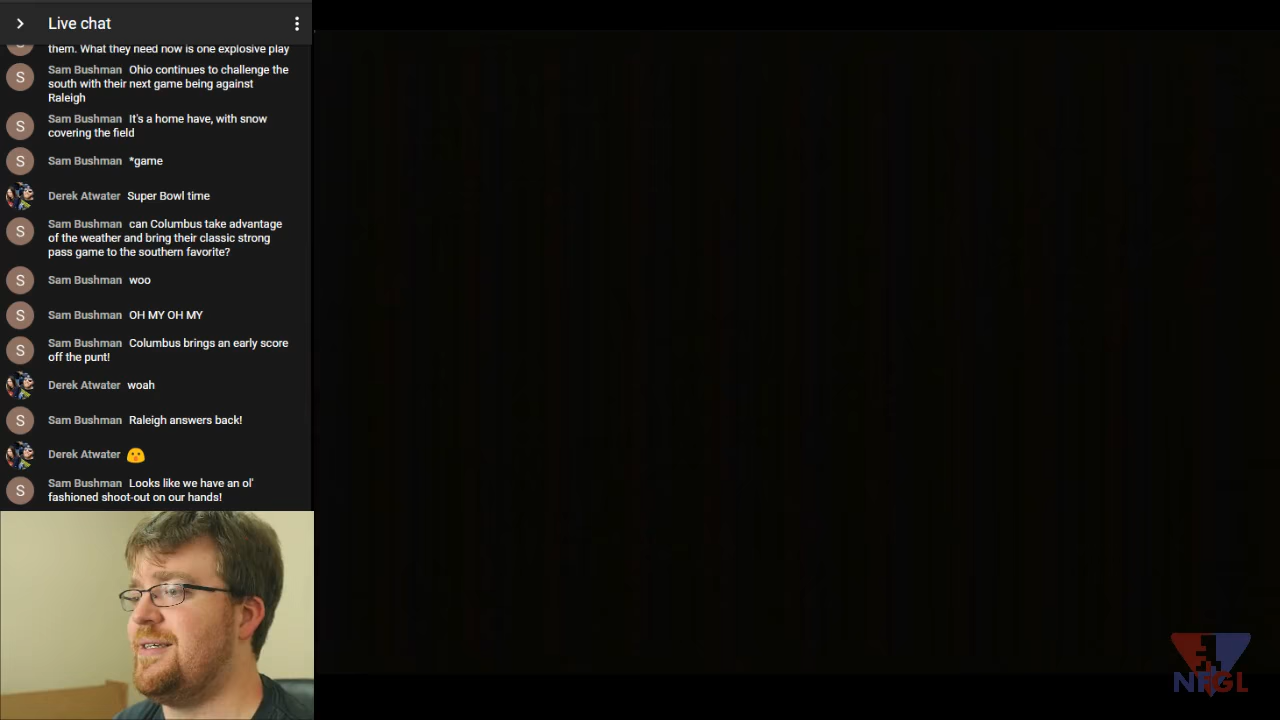 Live chat
them. What they need now is one explosive play
S Sam Bushman Ohio continues to challenge the
south with their next game being against
Raleigh
S Sam Bushman It's a home have, with snow
covering the field
S Sam Bushman *game
Derek Atwater Super Bowl time
S Sam Bushman can Columbus take advantage
of the weather and bring their classic strong
pass game to the southern favorite?
S Sam Bushman woo
S Sam Bushman OH MY OH MY
S Sam Bushman Columbus brings an early score
off the punt!
Derek Atwater woah
S Sam Bushman Raleigh answers back!
Derek Atwater
S Sam Bushman Looks like we have an ol'
fashioned shoot-out on our hands!
NFGL